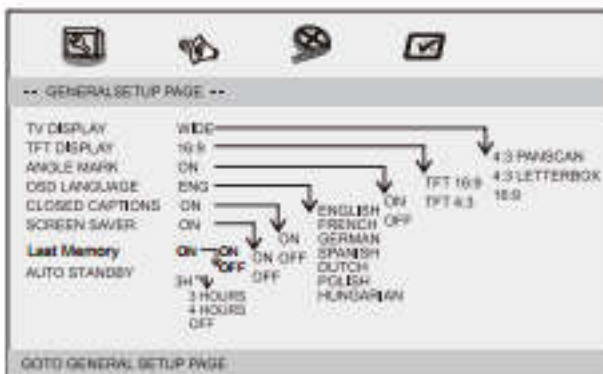 -- GENERAL SETUP PAGE --
TV DISPLAY WIDE
TFT DISPLAY 16:9
ANGLE MARK ON
OSD LANGUAGE ENG
CLOSED CAPTIONS ON
SCREEN SAVER ON
Last Memory ON
AUTO STANDBY 3H
4:3 PANSCAN
4:3 LETTERBOX
16:9
TFT 16:9
TFT 4:3
ON
OFF
ENGLISH
FRENCH
GERMAN
SPANISH
DUTCH
POLISH
HUNGARIAN
ON
OFF
ON
OFF
ON
OFF
3 HOURS
4 HOURS
OFF
GOTO GENERAL SETUP PAGE